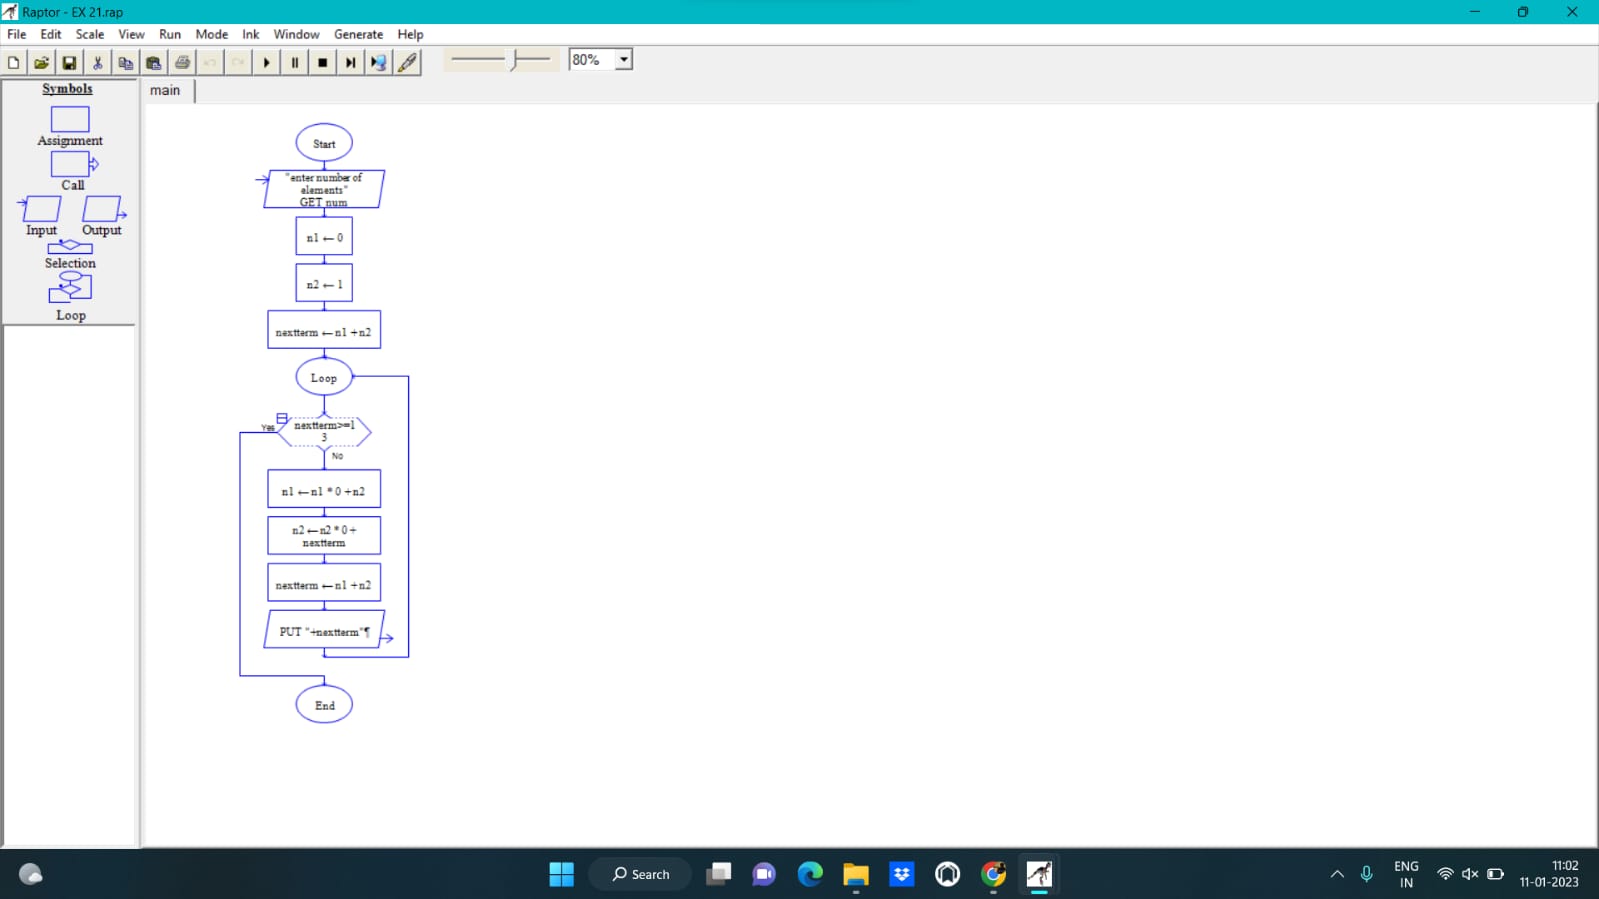 Raptor - EX 21.rap
File Edit Scale View Run Mode Ink Window Generate Help
80%
Symbols
main
Assignment
Call
Input Output
Selection
Loop
Start
"enter number of
elements"
GET num
n1 ← 0
n2 ← 1
nextterm ← n1 +n2
Loop
Yes
nextterm>=1
3
No
n1 ← n1 * 0 +n2
n2 ← n2 * 0 +
nextterm
nextterm ← n1 +n2
PUT "+nextterm"¶
End
Search
ENG
IN
11:02
11-01-2023